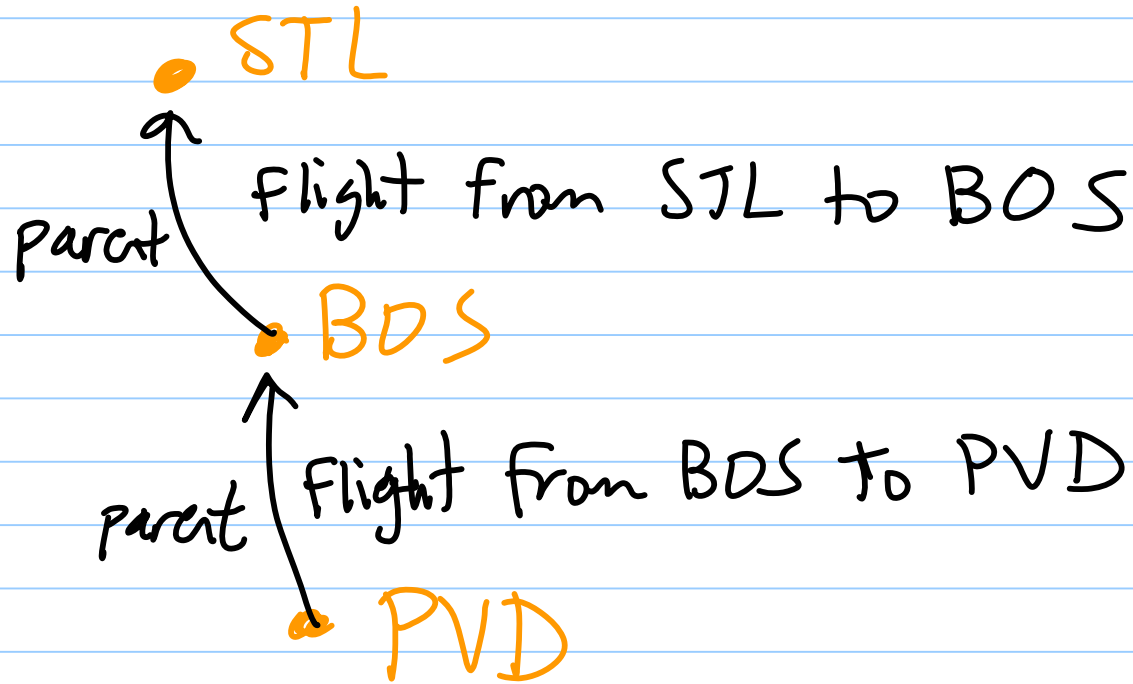 STL
Flight from STL to BOS
parent
BOS
Flight from BOS to PVD
parent
PVD